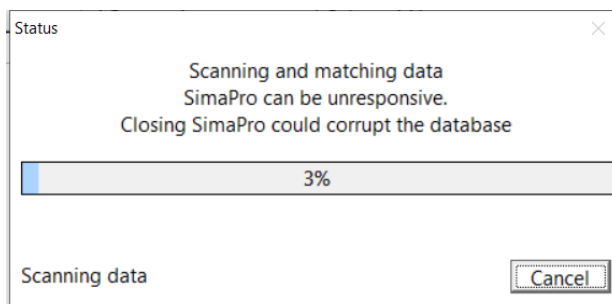 Status
Scanning and matching data
SimaPro can be unresponsive.
Closing SimaPro could corrupt the database
3%
Scanning data
Cancel